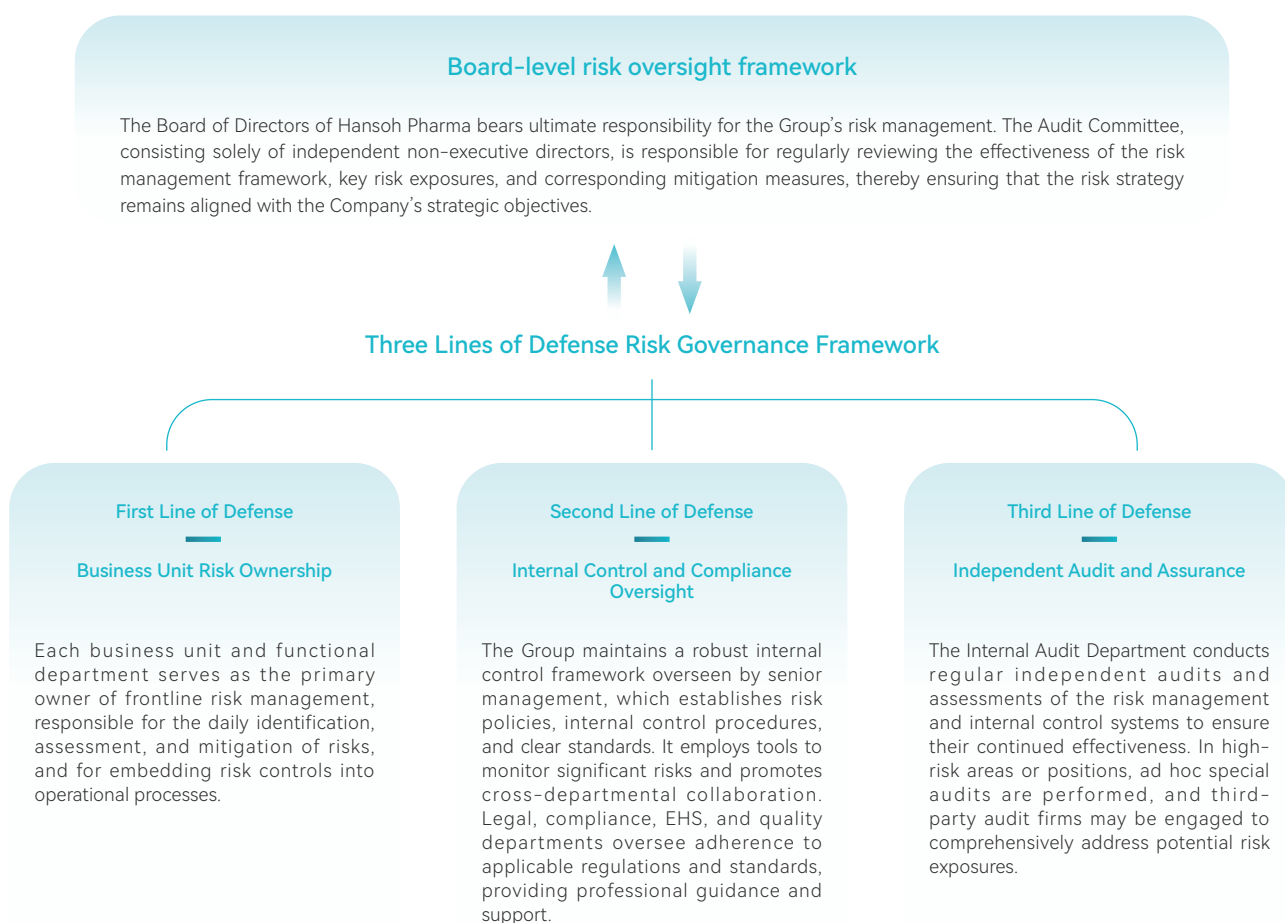 Board-level risk oversight framework
The Board of Directors of Hansoh Pharma bears ultimate responsibility for the Group's risk management. The Audit Committee,
consisting solely of independent non-executive directors, is responsible for regularly reviewing the effectiveness of the risk
management framework, key risk exposures, and corresponding mitigation measures, thereby ensuring that the risk strategy
remains aligned with the Company's strategic objectives.
Three Lines of Defense Risk Governance Framework
First Line of Defense
Business Unit Risk Ownership
Each business unit and functional
department serves as the primary
owner of frontline risk management,
responsible for the daily identification,
assessment, and mitigation of risks,
and for embedding risk controls into
operational processes.
Second Line of Defense
Internal Control and Compliance
Oversight
The Group maintains a robust internal
control framework overseen by senior
management, which establishes risk
policies, internal control procedures,
and clear standards. It employs tools to
monitor significant risks and promotes
cross-departmental collaboration.
Legal, compliance, EHS, and quality
departments oversee adherence to
applicable regulations and standards,
providing professional guidance and
support.
Third Line of Defense
Independent Audit and Assurance
The Internal Audit Department conducts
regular independent audits and
assessments of the risk management
and internal control systems to ensure
their continued effectiveness. In high-
risk areas or positions, ad hoc special
audits are performed, and third-
party audit firms may be engaged to
comprehensively address potential risk
exposures.